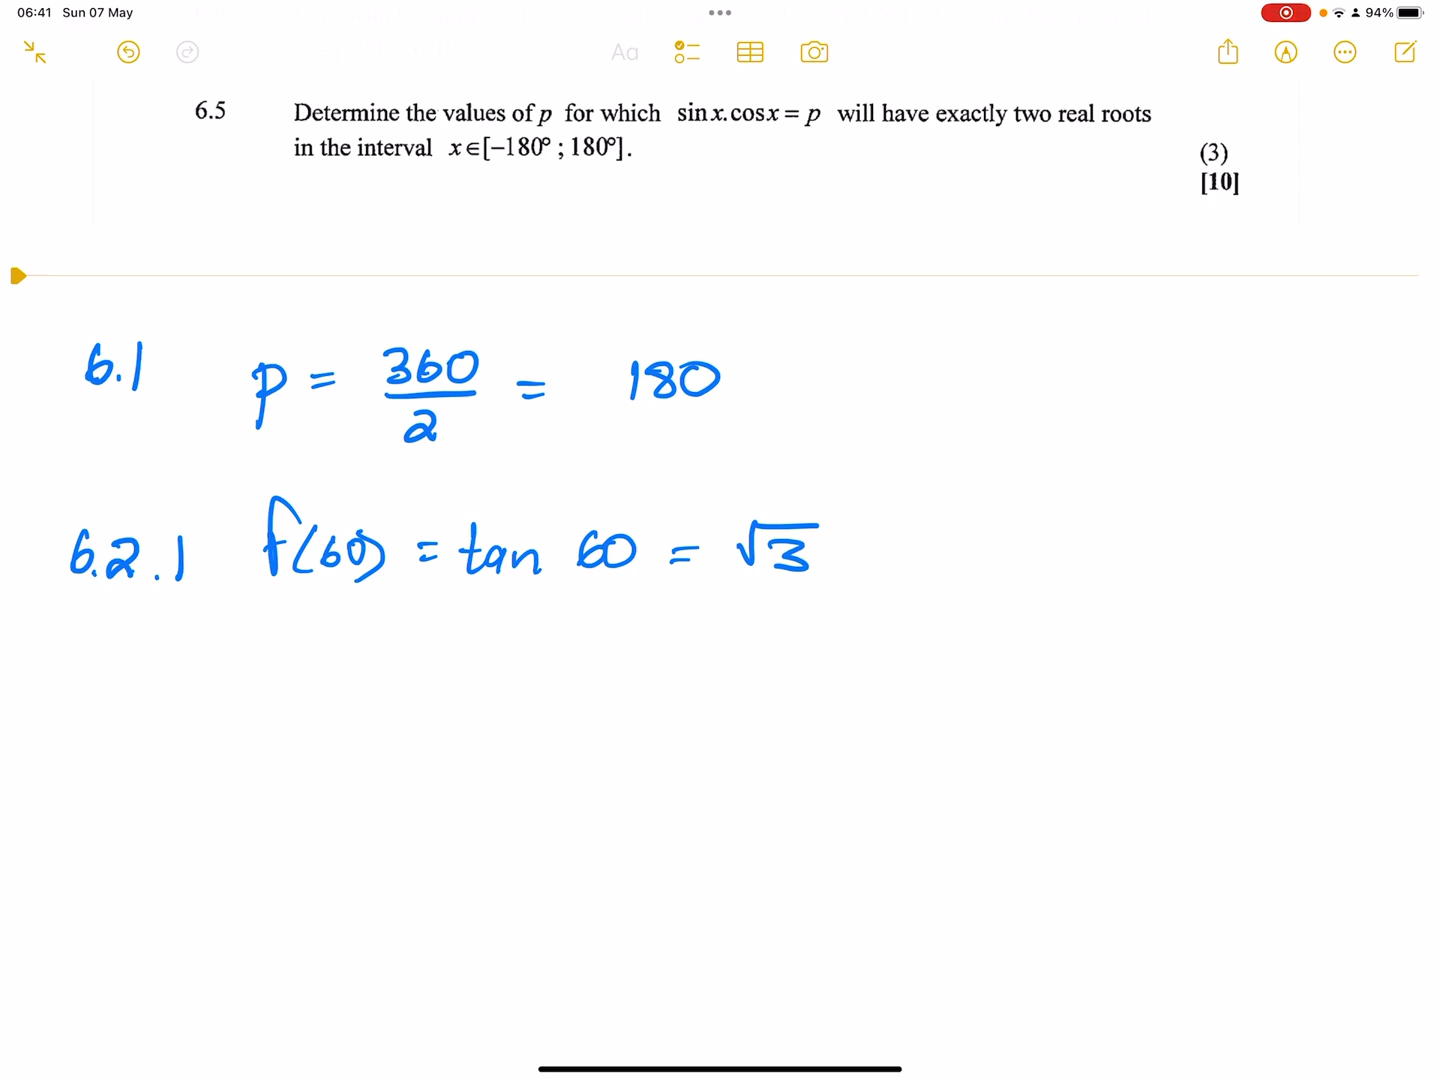 06:41 Sun 07 May
94%
Aa
6.5 Determine the values of p for which sin x. cos x = p will have exactly two real roots
in the interval x∈[−180° ; 180°].
(3)
[10]
6.1 p = 360/2 = 180
6.2.1 f(60) = tan 60 = √3